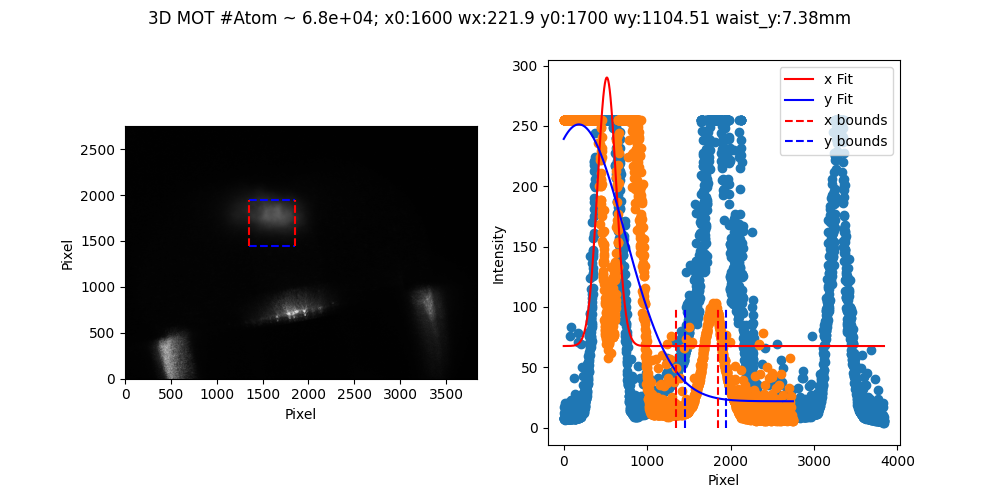 3D MOT #Atom ~ 6.8e+04; x0:1600 wx:221.9 y0:1700 wy:1104.51 waist_y:7.38mm
Pixel
2500
2000
1500
1000
500
0
0 500 1000 1500 2000 2500 3000 3500
Pixel
Intensity
300
250
200
150
100
50
0
0 1000 2000 3000 4000
Pixel
x Fit
y Fit
x bounds
y bounds